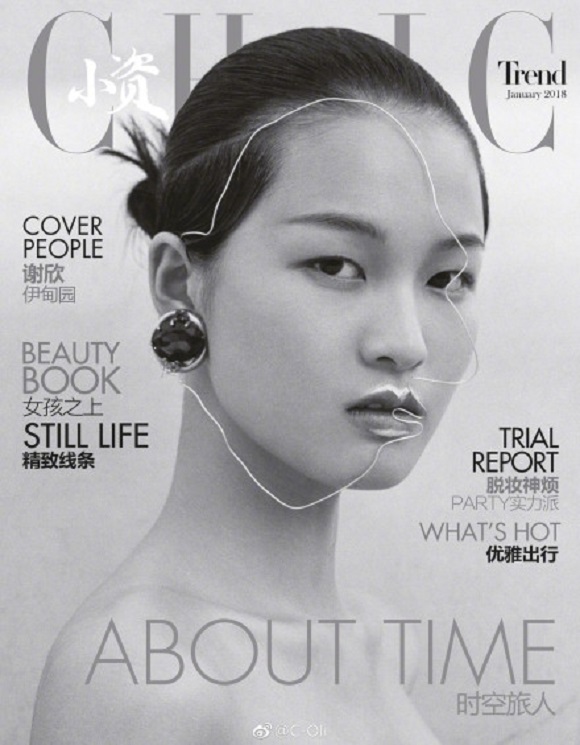 CHIC
小资
Trend
January 2018
COVER
PEOPLE
谢欣
伊甸园
BEAUTY
BOOK
女孩之上
STILL LIFE
精致线条
TRIAL
REPORT
脱妆神烦
PARTY实力派
WHAT'S HOT
优雅出行
ABOUT TIME
时空旅人
@C-Oli